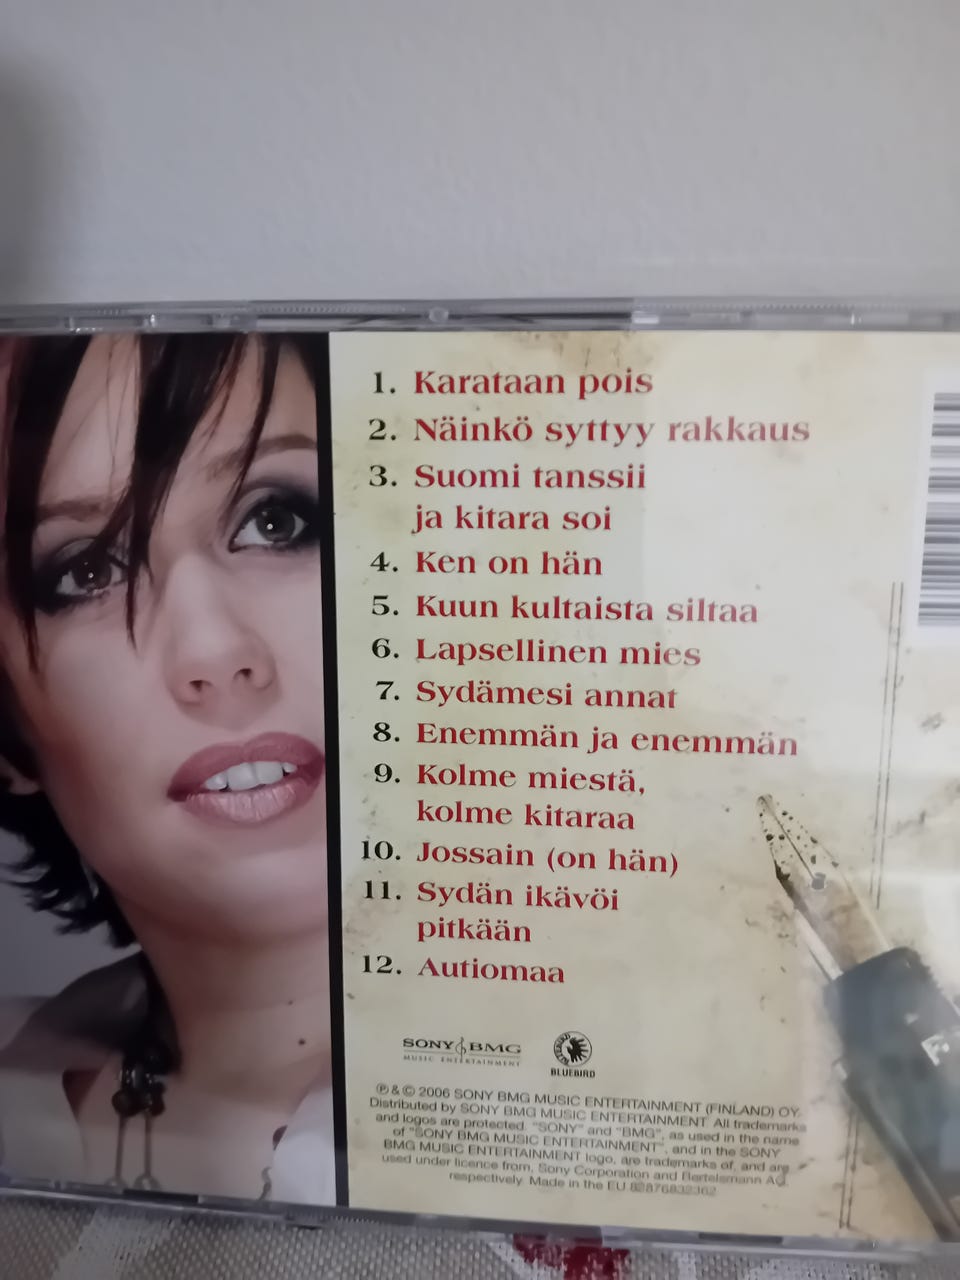 1. Karataan pois
2. Näinkö syttyy rakkaus
3. Suomi tanssii
ja kitara soi
4. Ken on hän
5. Kuun kultaista siltaa
6. Lapsellinen mies
7. Sydämesi annat
8. Enemmän ja enemmän
9. Kolme miestä,
kolme kitaraa
10. Jossain (on hän)
11. Sydän ikävöi
pitkään
12. Autiomaa
SONY BMG
MUSIC ENTERTAINMENT
BLUEBIRD
℗ & © 2006 SONY BMG MUSIC ENTERTAINMENT (FINLAND) OY.
Distributed by SONY BMG MUSIC ENTERTAINMENT. All trademarks
and logos are protected. "SONY" and "BMG", as used in the name
of "SONY BMG MUSIC ENTERTAINMENT", and in the SONY
BMG MUSIC ENTERTAINMENT logo, are trademarks of, and are
used under licence from, Sony Corporation and Bertelsmann AG,
respectively. Made in the EU 82876832362